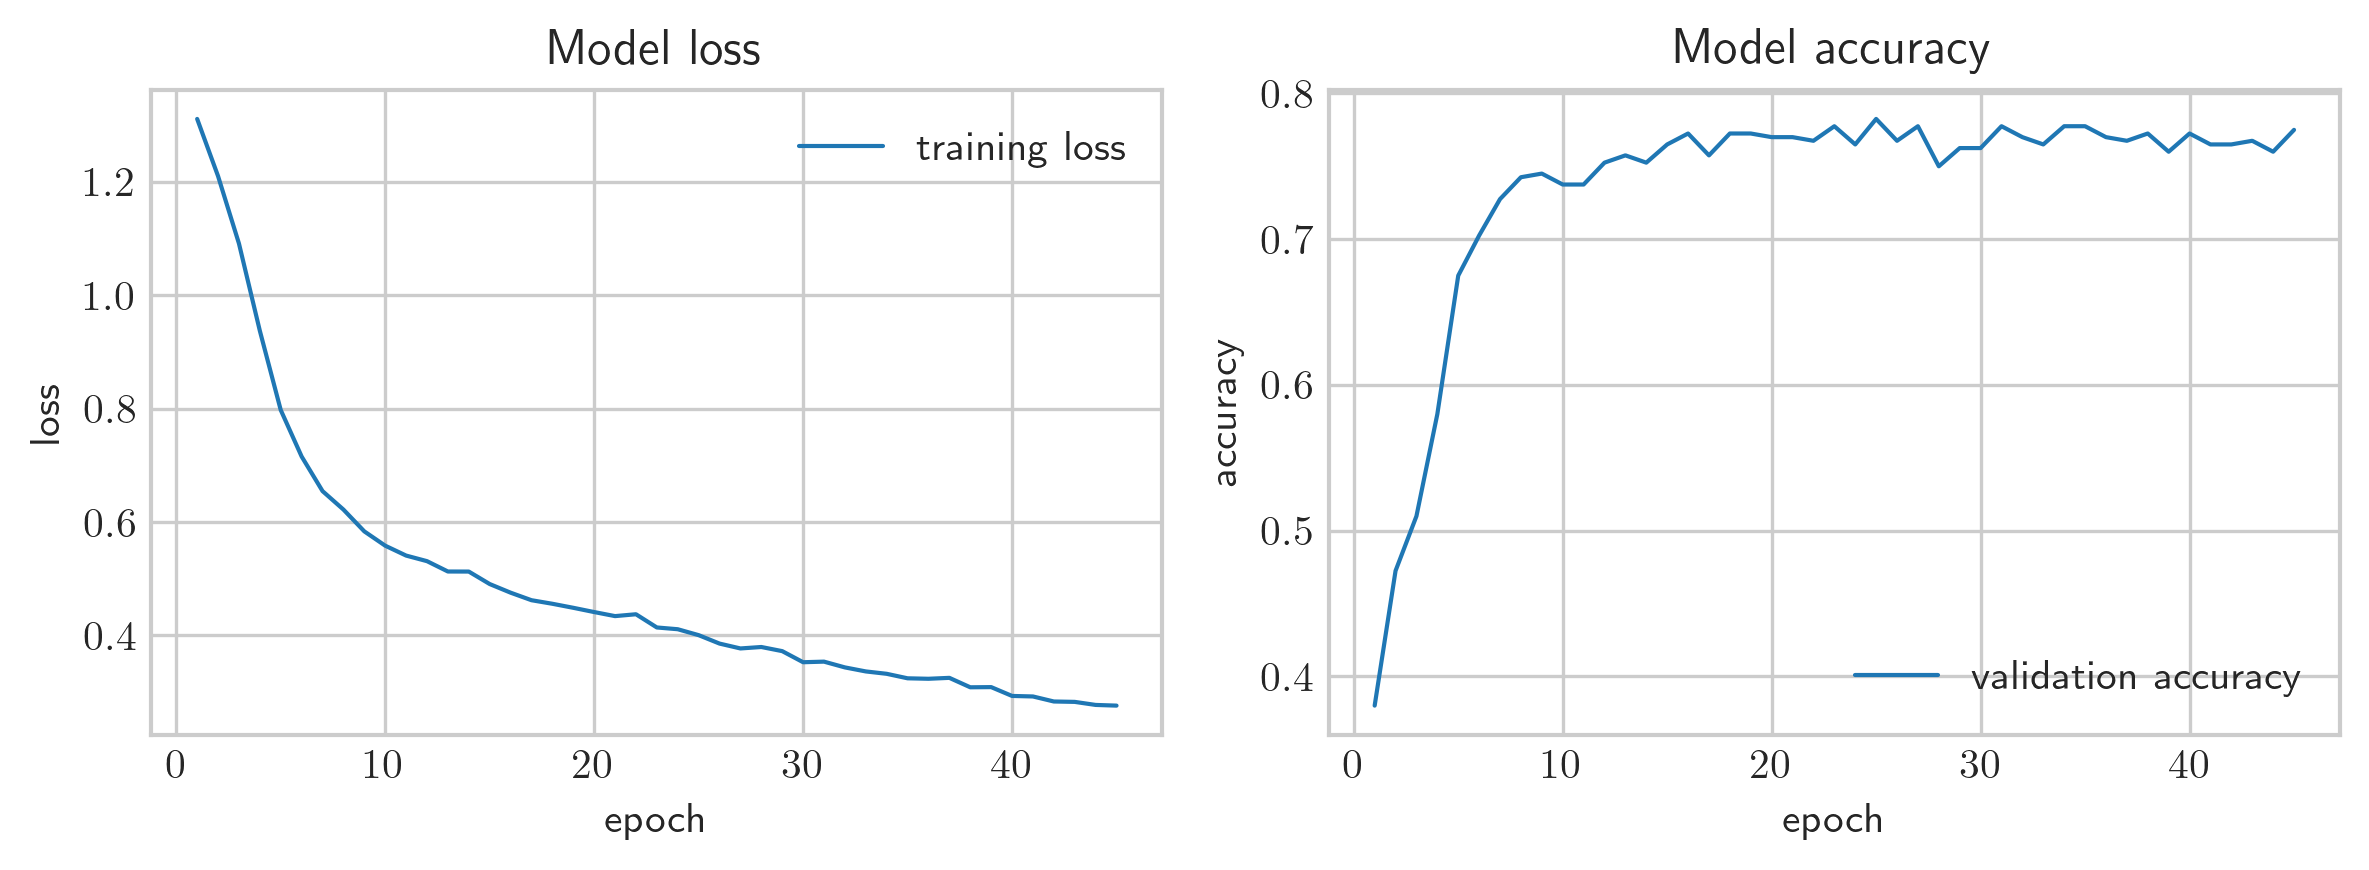 Model loss
training loss
1.2
1.0
0.8
0.6
0.4
loss
0 10 20 30 40
epoch
Model accuracy
0.8
0.7
0.6
0.5
0.4
accuracy
validation accuracy
0 10 20 30 40
epoch